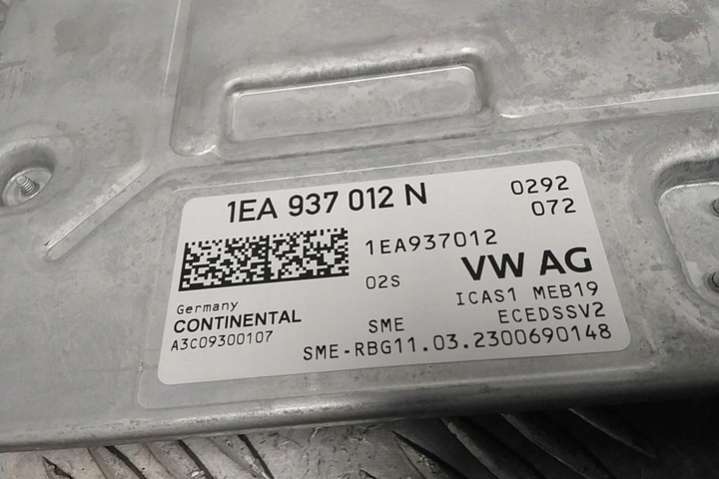 1EA 937 012 N
0292
072
1EA937012
02S
VW AG
Germany
ICAS1 MEB19
CONTINENTAL
SME
ECEDSSV2
A3C09300107
SME-RBG11.03.2300690148